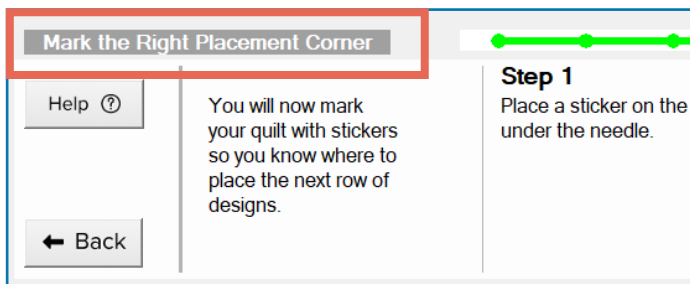 Mark the Right Placement Corner
Help ?
You will now mark
your quilt with stickers
so you know where to
place the next row of
designs.
Back
Step 1
Place a sticker on the
under the needle.